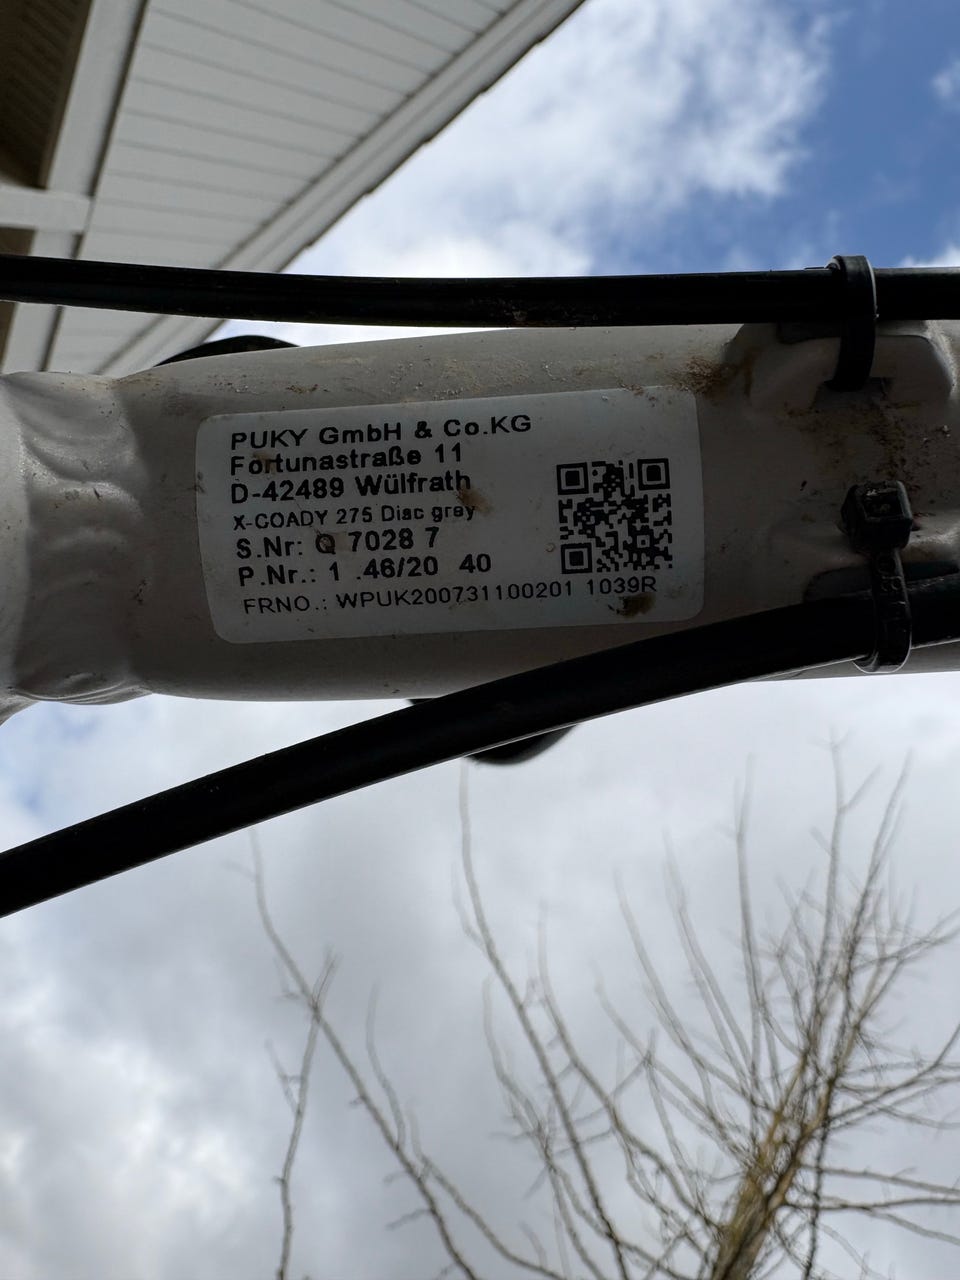 PUKY GmbH & Co.KG
Fortunastraße 11
D-42489 Wülfrath
X-COADY 275 Disc grey
S.Nr: Q 7028 7
P.Nr.: 1 .46/20 40
FRNO.: WPUK200731100201 1039R